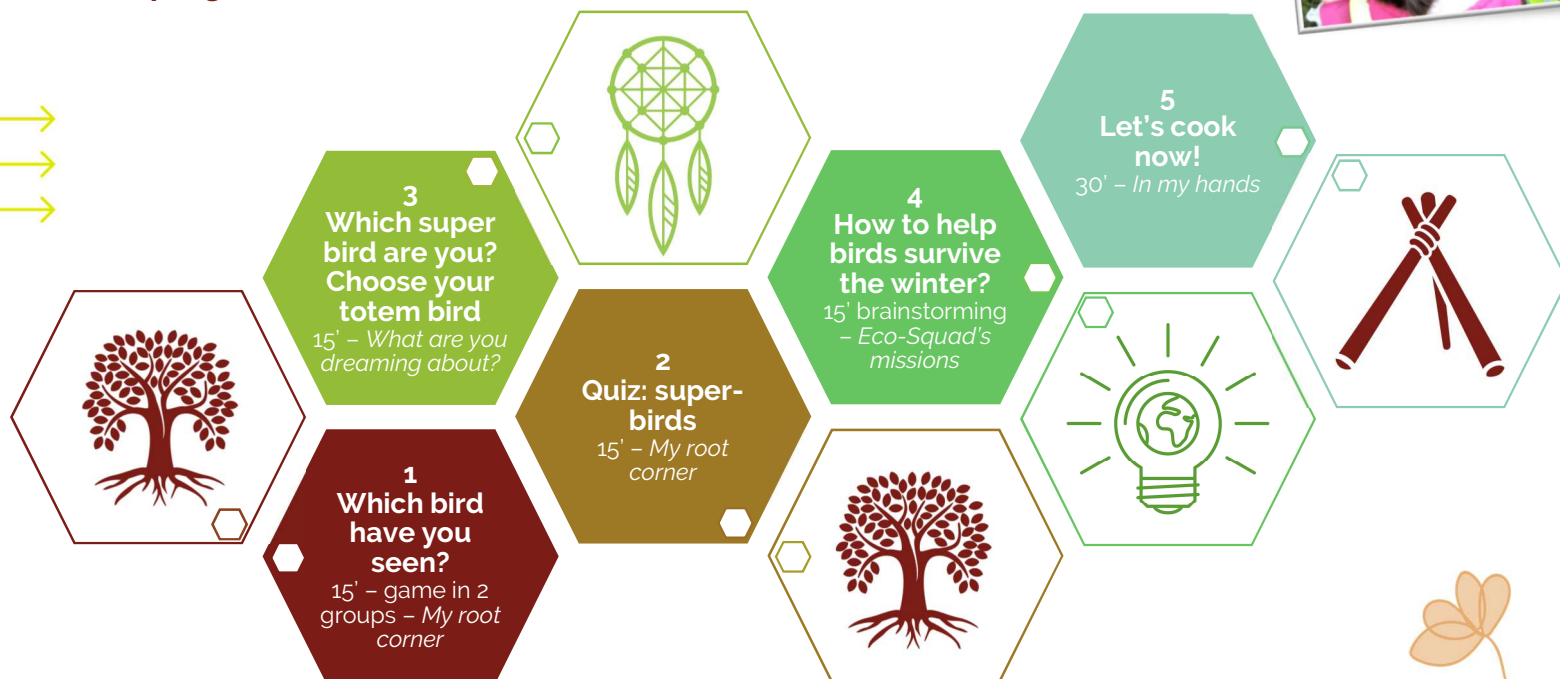 5
Let's cook
now!
30' – In my hands
3
Which super
bird are you?
Choose your
totem bird
15' – What are you
dreaming about?
4
How to help
birds survive
the winter?
15' brainstorming
– Eco-Squad's
missions
2
Quiz: super-
birds
15' – My root
corner
1
Which bird
have you
seen?
15' – game in 2
groups – My root
corner